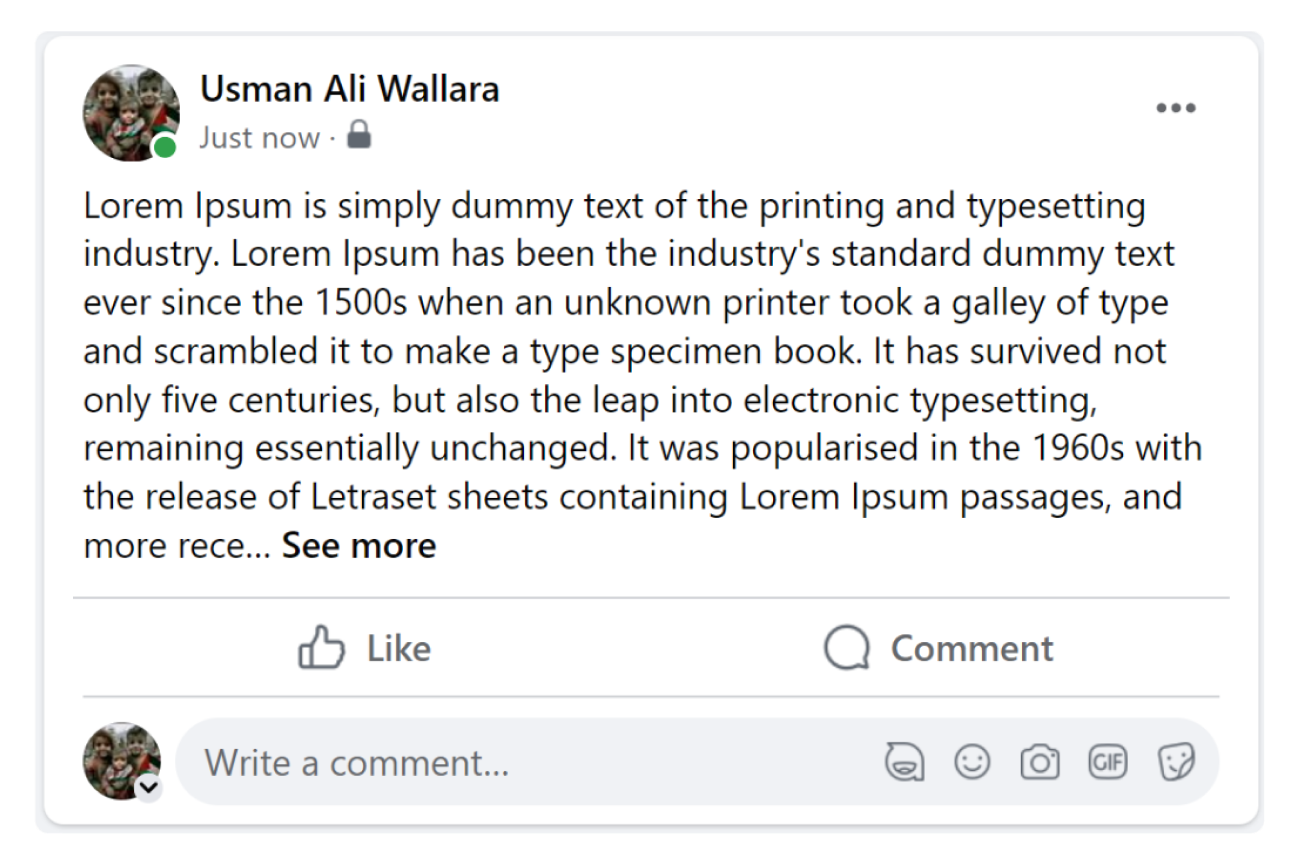 Usman Ali Wallara
Just now ·
Lorem Ipsum is simply dummy text of the printing and typesetting
industry. Lorem Ipsum has been the industry's standard dummy text
ever since the 1500s when an unknown printer took a galley of type
and scrambled it to make a type specimen book. It has survived not
only five centuries, but also the leap into electronic typesetting,
remaining essentially unchanged. It was popularised in the 1960s with
the release of Letraset sheets containing Lorem Ipsum passages, and
more rece... See more
Like Comment
Write a comment... GIF